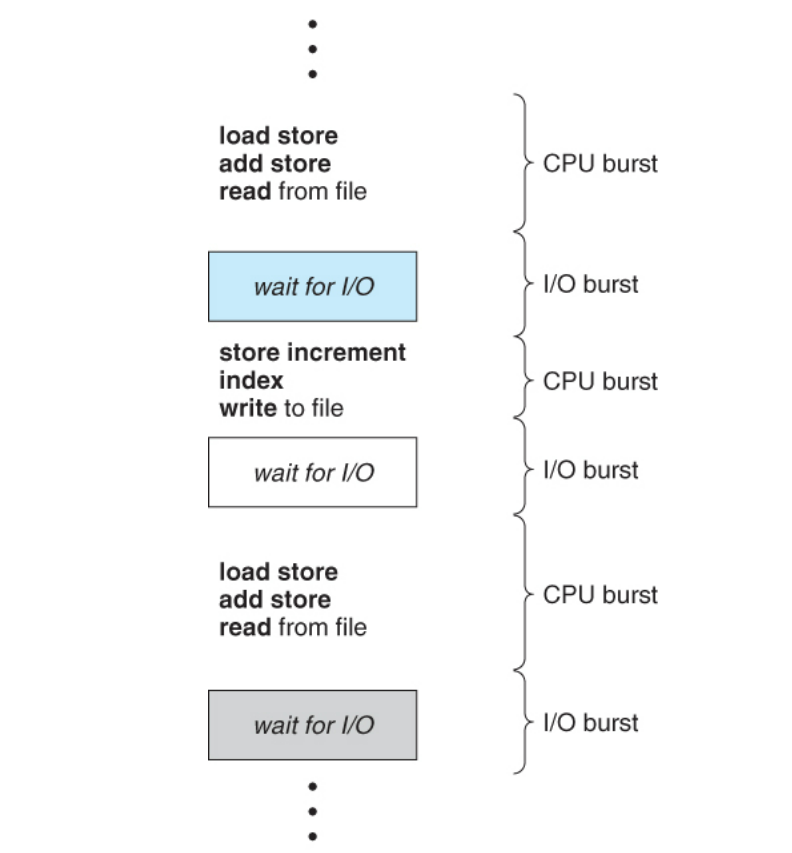 load store
add store
read from file
CPU burst
wait for I/O
I/O burst
store increment
index
write to file
CPU burst
wait for I/O
I/O burst
load store
add store
read from file
CPU burst
wait for I/O
I/O burst